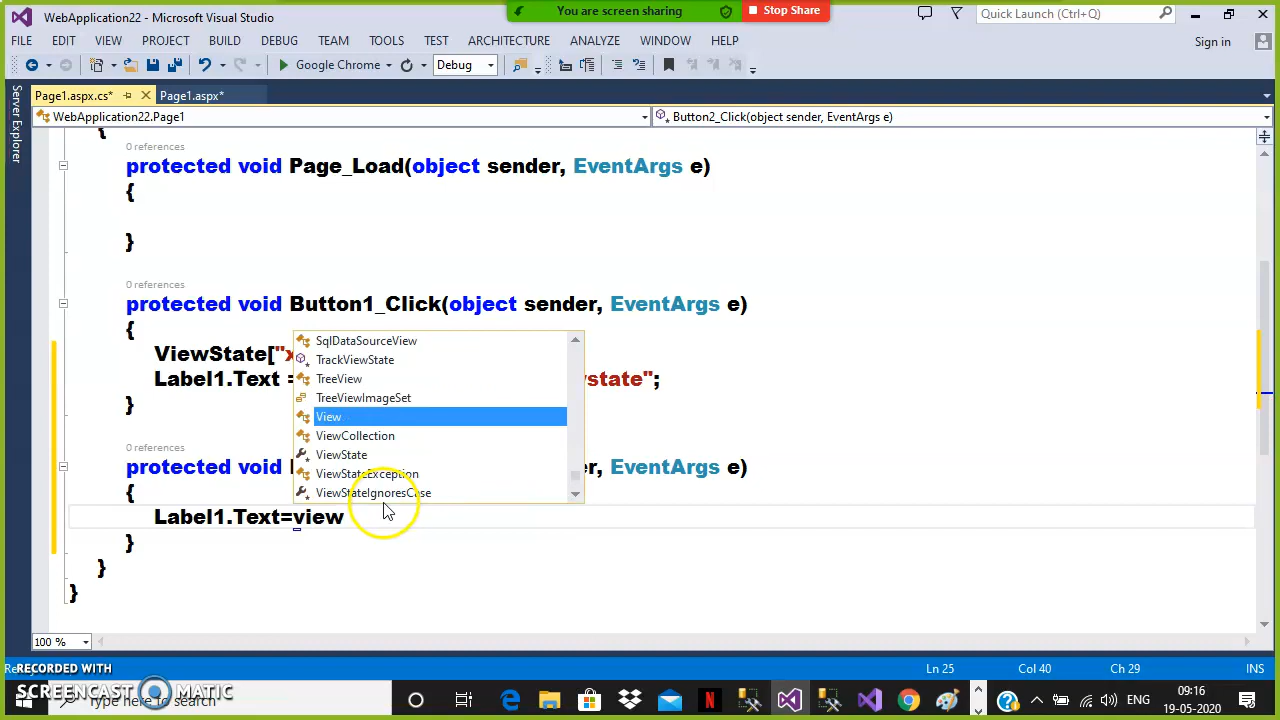 WebApplication22 - Microsoft Visual Studio
You are screen sharing
Stop Share
Quick Launch (Ctrl+Q)
FILE EDIT VIEW PROJECT BUILD DEBUG TEAM TOOLS TEST ARCHITECTURE ANALYZE WINDOW HELP
Sign in
Google Chrome
Debug
Server Explorer
Page1.aspx.cs*
Page1.aspx*
WebApplication22.Page1
Button2_Click(object sender, EventArgs e)
{
0 references
protected void Page_Load(object sender, EventArgs e)
{
}
0 references
protected void Button1_Click(object sender, EventArgs e)
{
ViewState["
Label1.Text = state";
}
0 references
protected void er, EventArgs e)
{
Label1.Text=view
}
}
}
SqlDataSourceView
TrackViewState
TreeView
TreeViewImageSet
View
ViewCollection
ViewState
ViewStateException
ViewStateIgnoresCase
100 %
Ln 25 Col 40 Ch 29 INS
RECORDED WITH
SCREENCAST MATIC
Type here to search
ENG
09:16
19-05-2020